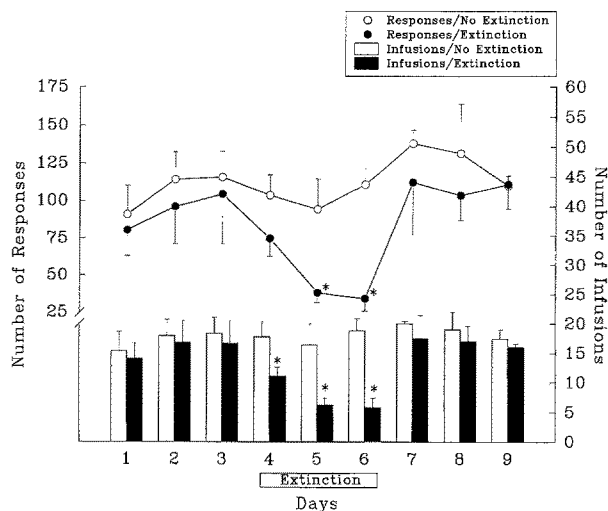 Responses/No Extinction
Responses/Extinction
Infusions/No Extinction
Infusions/Extinction
Number of Responses
175
150
125
100
75
50
25
60
55
50
45
40
35
30
25
20
15
10
5
0
Number of Infusions
*
*
*
*
*
1 2 3 4 5 6 7 8 9
Extinction
Days